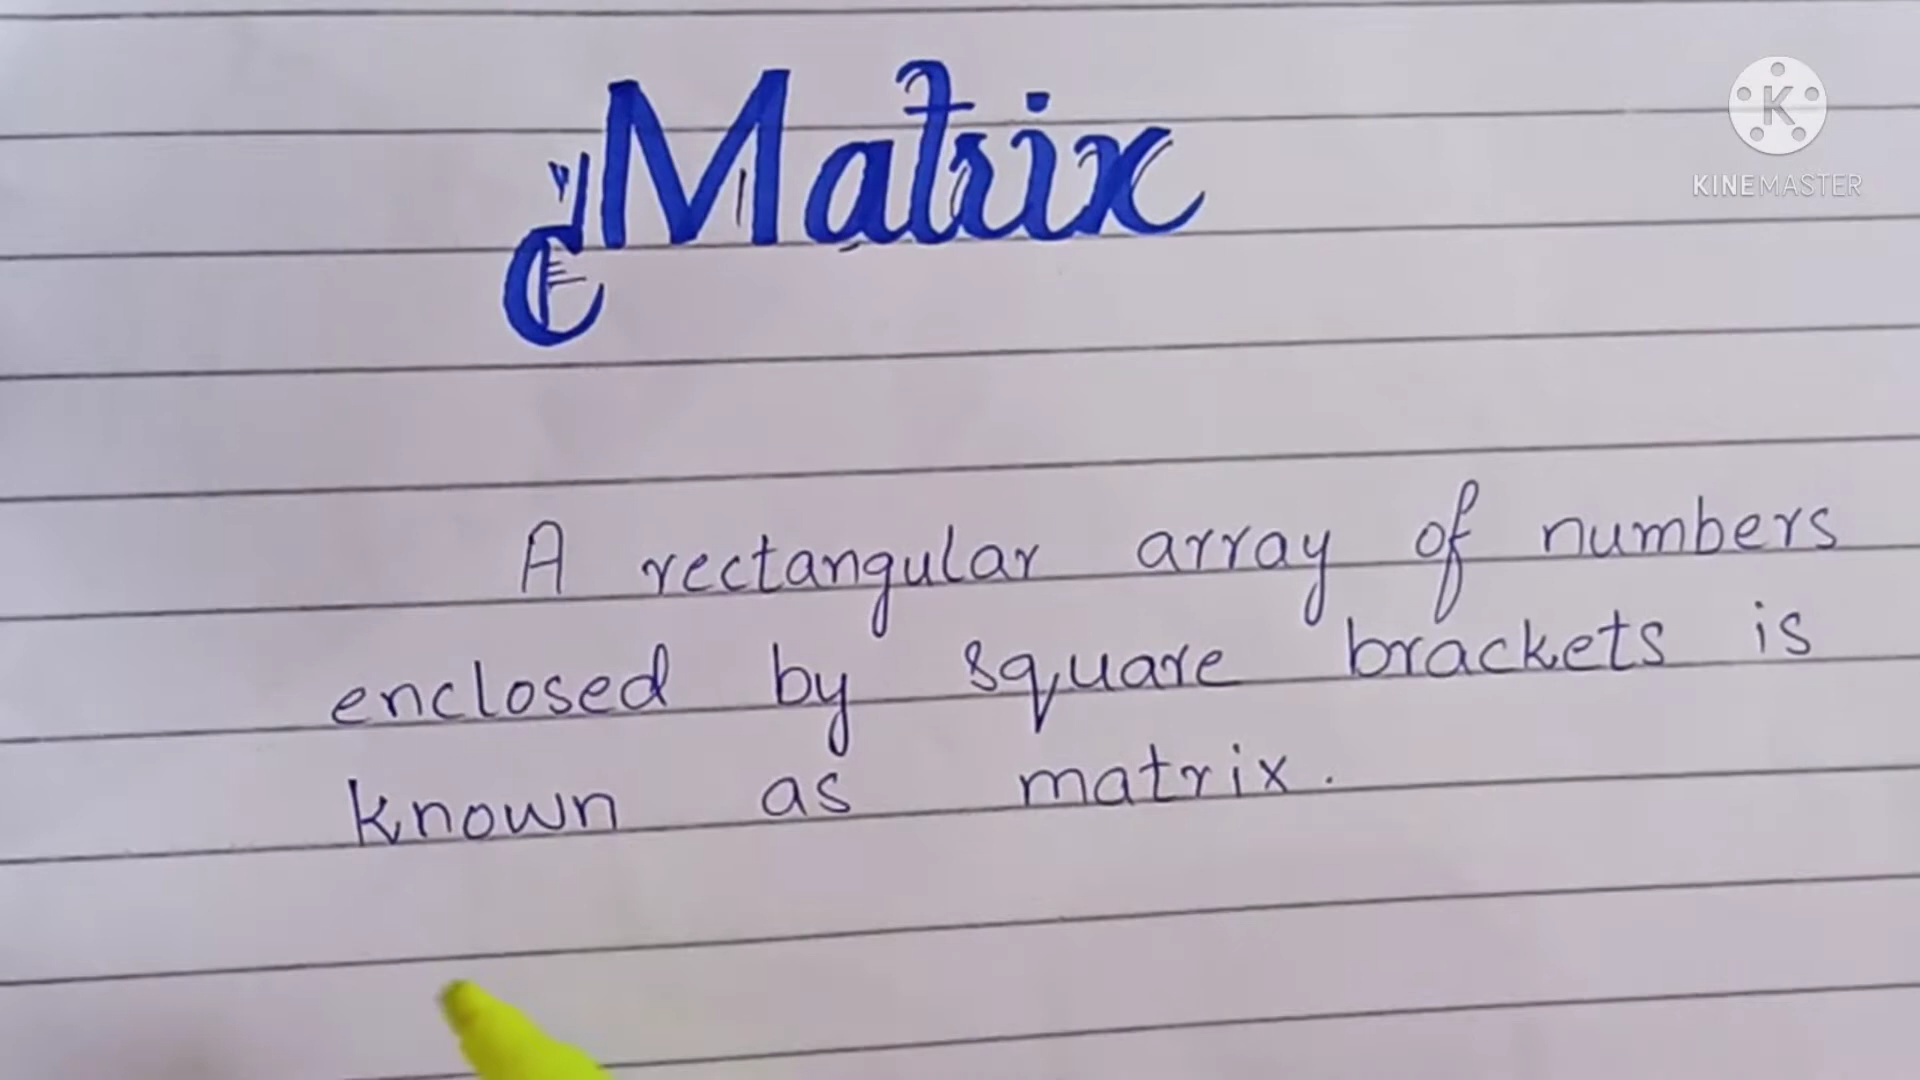 Matrix
KINEMASTER
A rectangular array of numbers
enclosed by square brackets is
known as matrix.